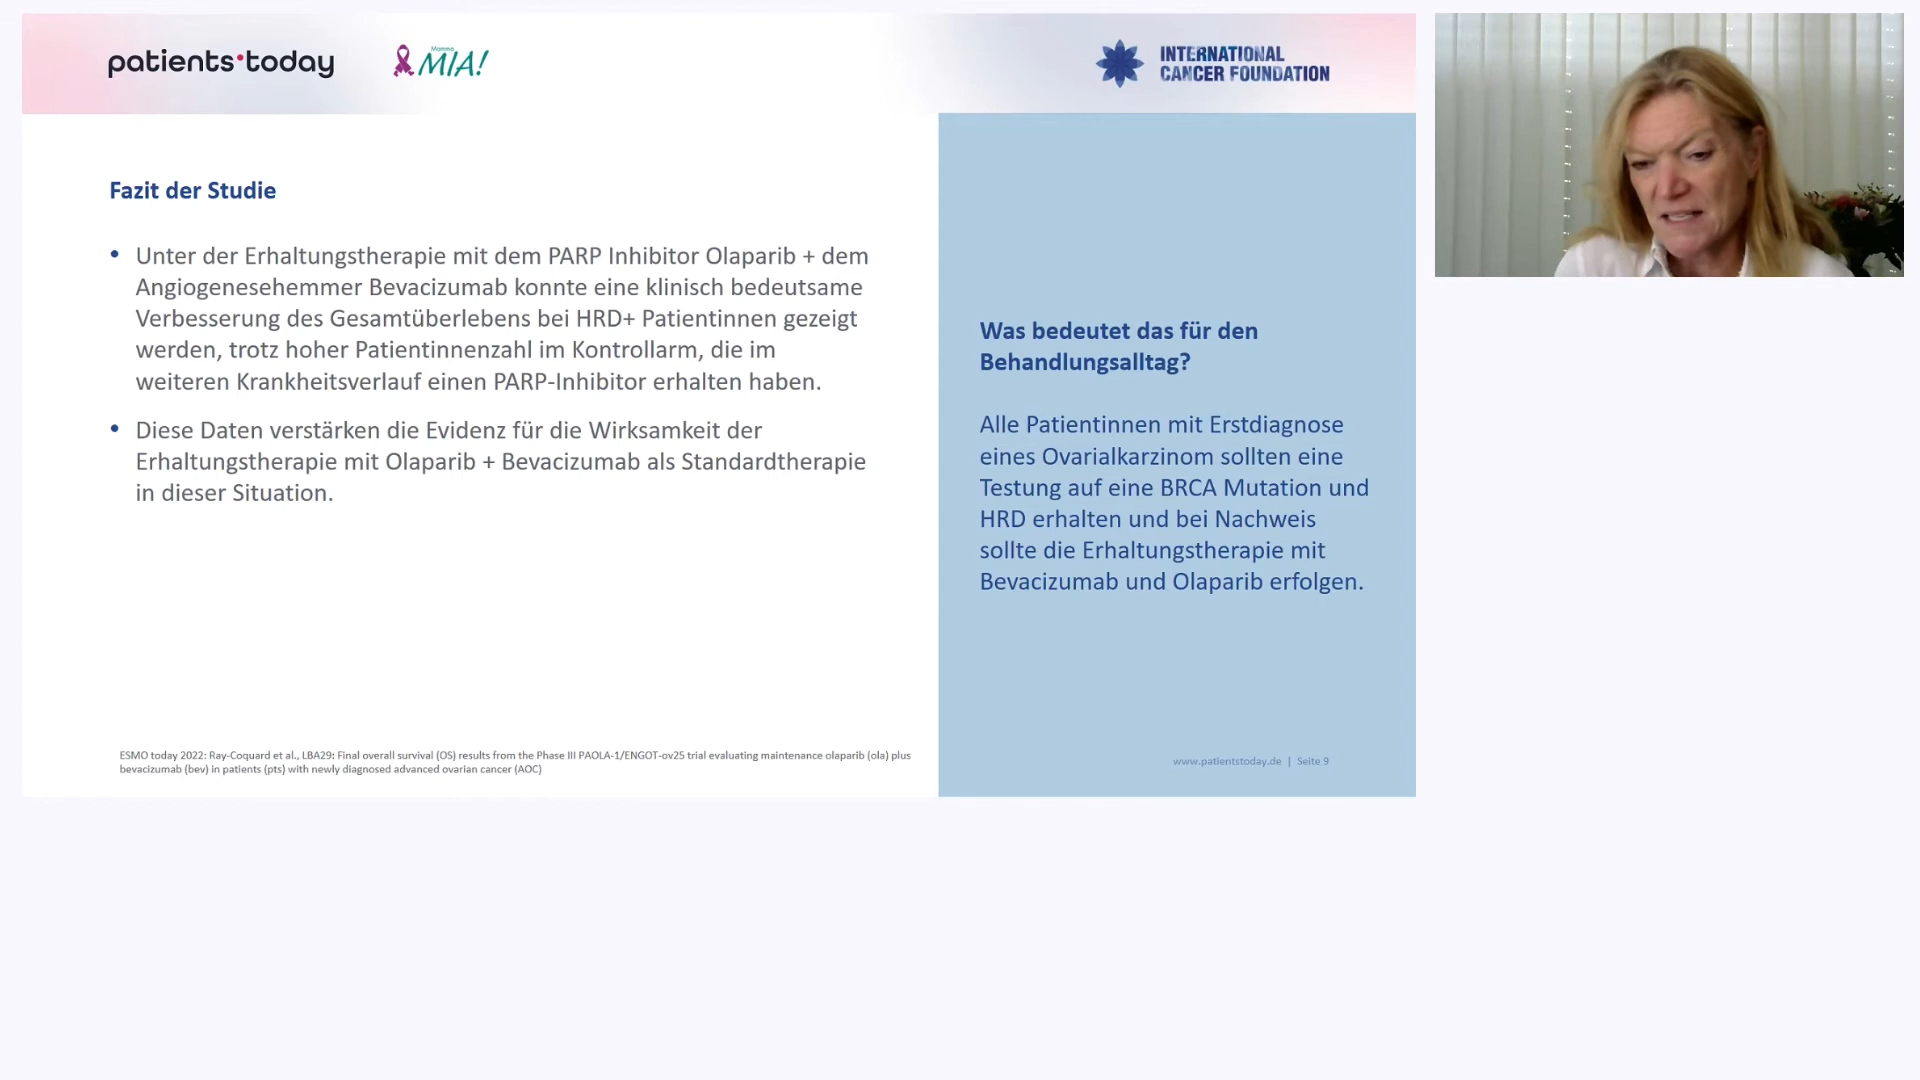 patients·today
Mamma
MIA!
INTERNATIONAL
CANCER FOUNDATION
Fazit der Studie
• Unter der Erhaltungstherapie mit dem PARP Inhibitor Olaparib + dem
Angiogenesehemmer Bevacizumab konnte eine klinisch bedeutsame
Verbesserung des Gesamtüberlebens bei HRD+ Patientinnen gezeigt
werden, trotz hoher Patientinnenzahl im Kontrollarm, die im
weiteren Krankheitsverlauf einen PARP-Inhibitor erhalten haben.
• Diese Daten verstärken die Evidenz für die Wirksamkeit der
Erhaltungstherapie mit Olaparib + Bevacizumab als Standardtherapie
in dieser Situation.
ESMO today 2022: Ray-Coquard et al., LBA29: Final overall survival (OS) results from the Phase III PAOLA-1/ENGOT-ov25 trial evaluating maintenance olaparib (ola) plus
bevacizumab (bev) in patients (pts) with newly diagnosed advanced ovarian cancer (AOC)
Was bedeutet das für den
Behandlungsalltag?
Alle Patientinnen mit Erstdiagnose
eines Ovarialkarzinom sollten eine
Testung auf eine BRCA Mutation und
HRD erhalten und bei Nachweis
sollte die Erhaltungstherapie mit
Bevacizumab und Olaparib erfolgen.
www.patientstoday.de | Seite 9